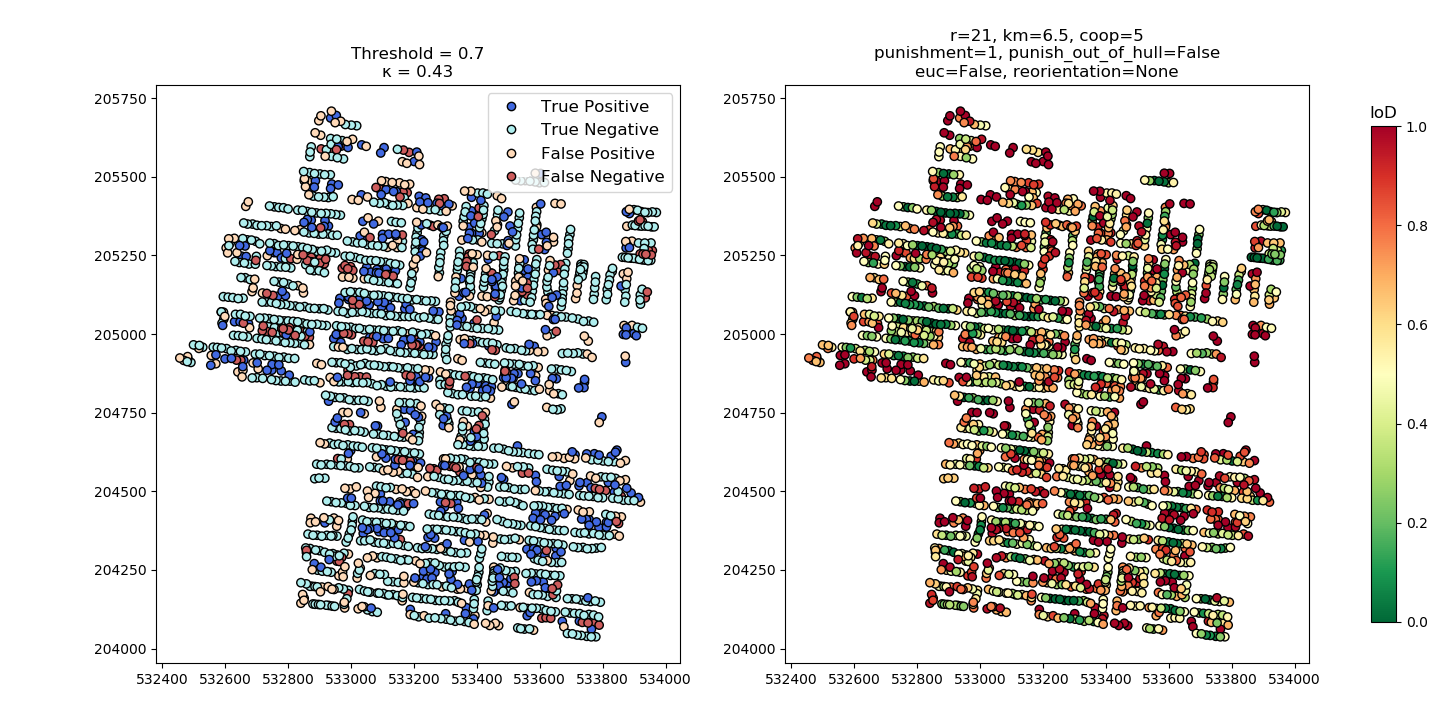 Threshold = 0.7
κ = 0.43
True Positive
True Negative
False Positive
False Negative
205750
205500
205250
205000
204750
204500
204250
204000
532400 532600 532800 533000 533200 533400 533600 533800 534000
r=21, km=6.5, coop=5
punishment=1, punish_out_of_hull=False
euc=False, reorientation=None
205750
205500
205250
205000
204750
204500
204250
204000
532400 532600 532800 533000 533200 533400 533600 533800 534000
IoD
1.0
0.8
0.6
0.4
0.2
0.0